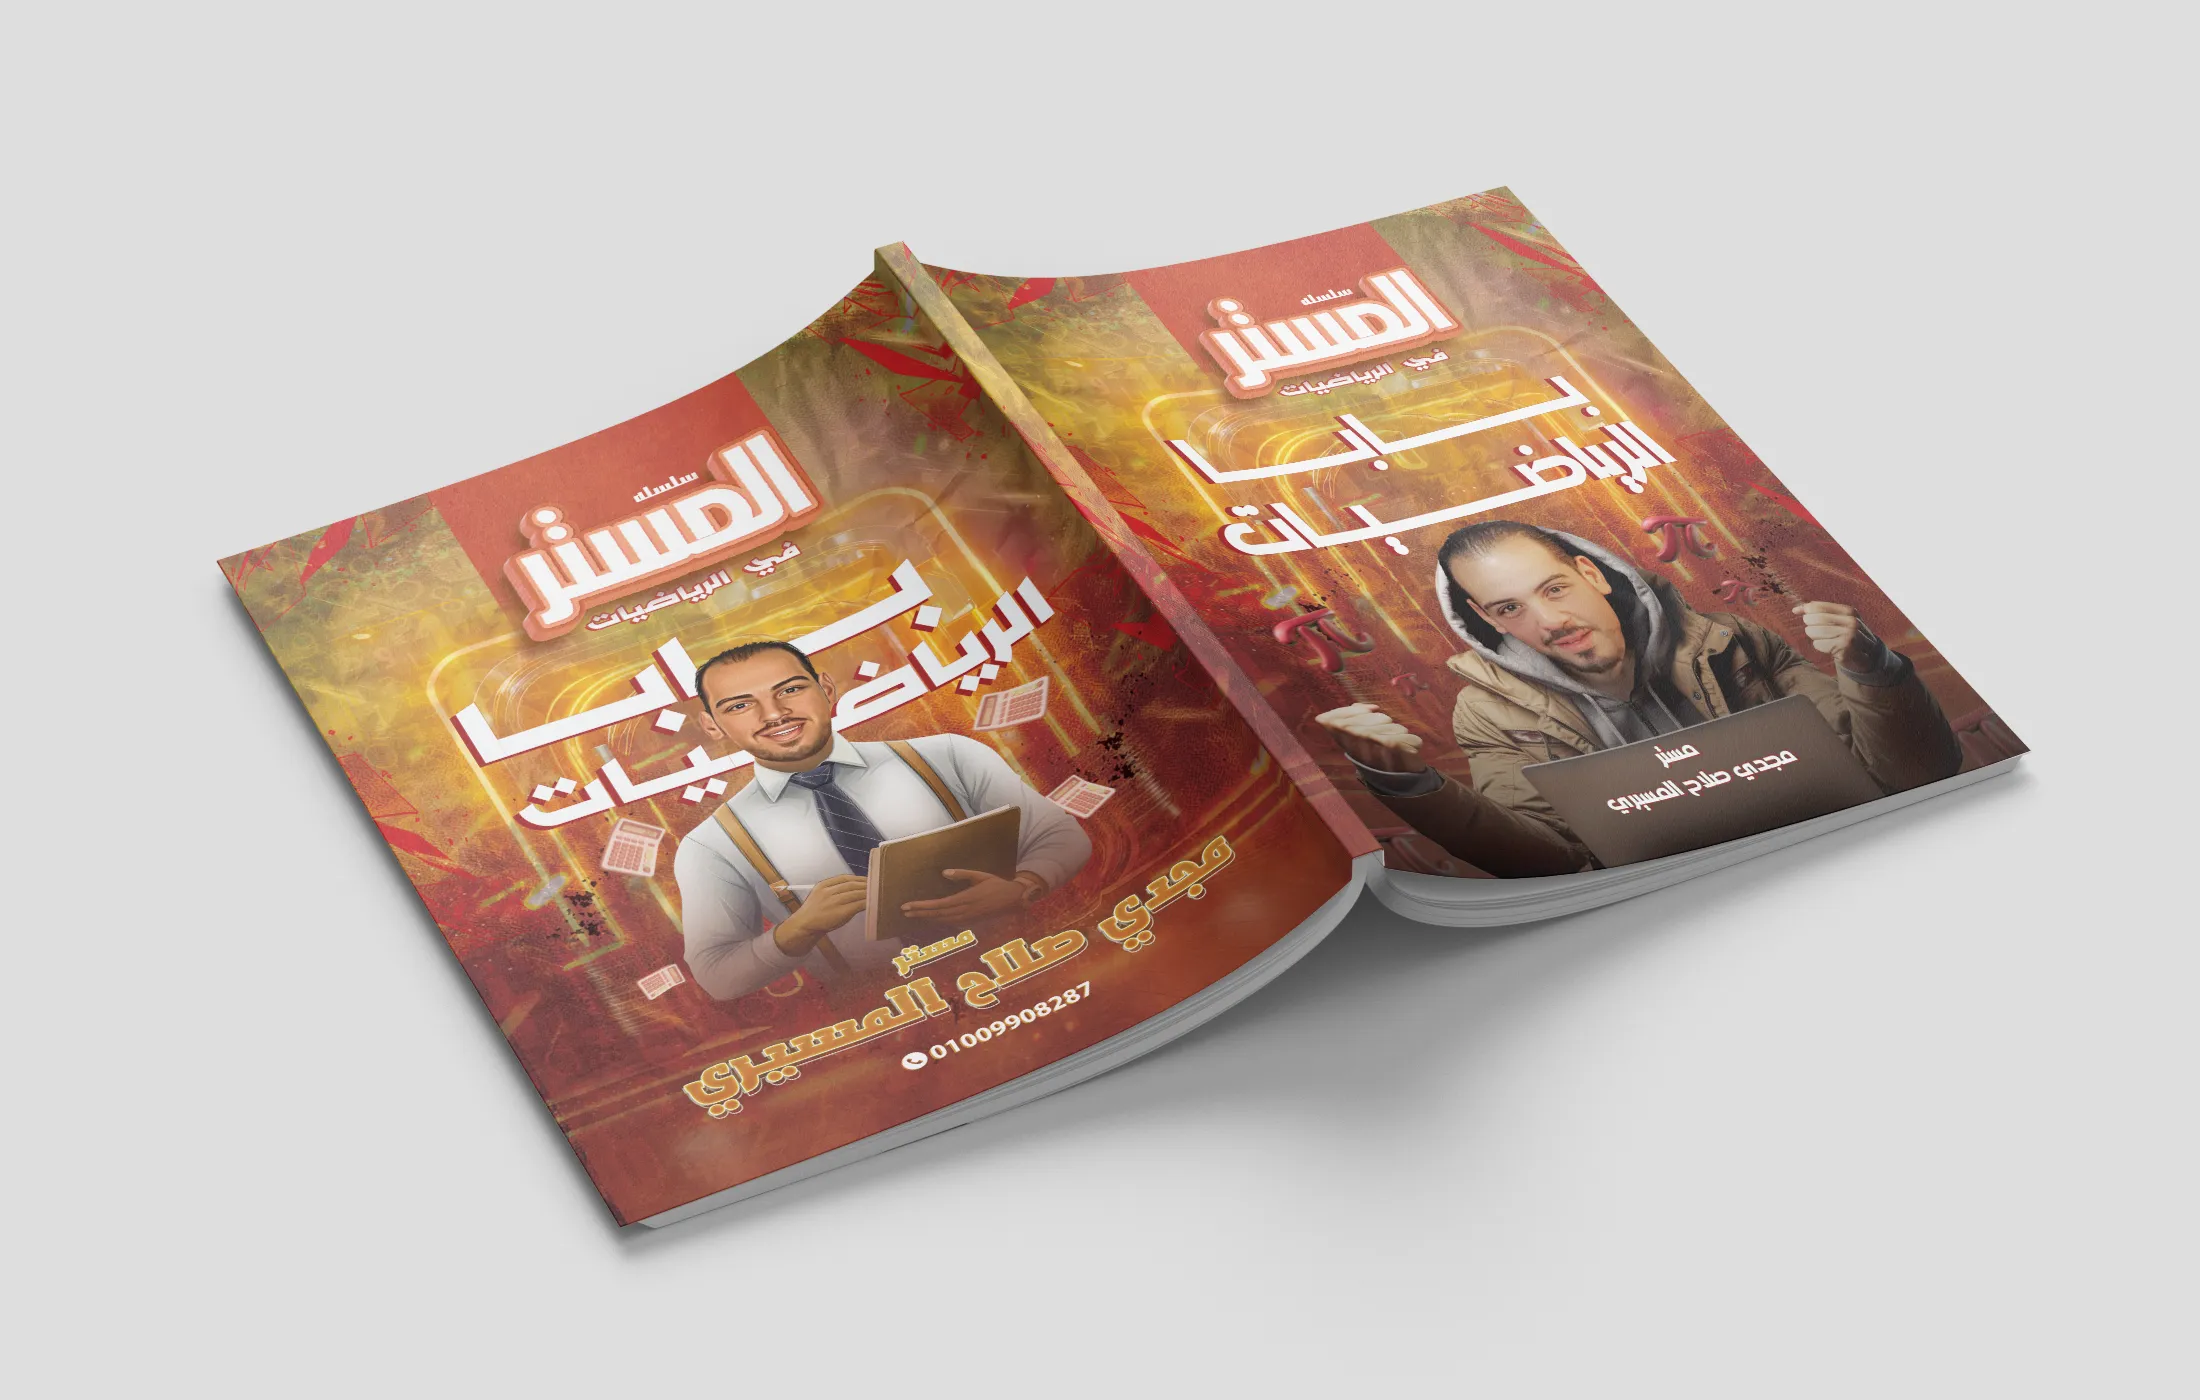 سلسله
المستر
في الرياضيات
بابا
الرياضيات
مستر
مجدي صلاح المسيري
01009908287
سلسله
المستر
في الرياضيات
بابا
الرياضيات
مستر
مجدي صلاح المسيري